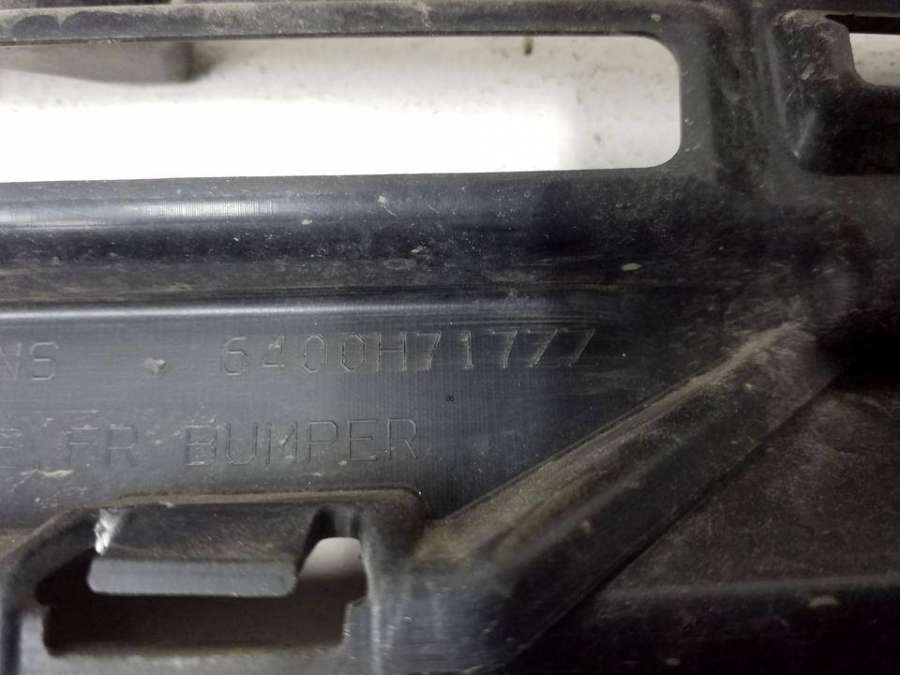 NS 6400H717ZZ
E, FR BUMPER